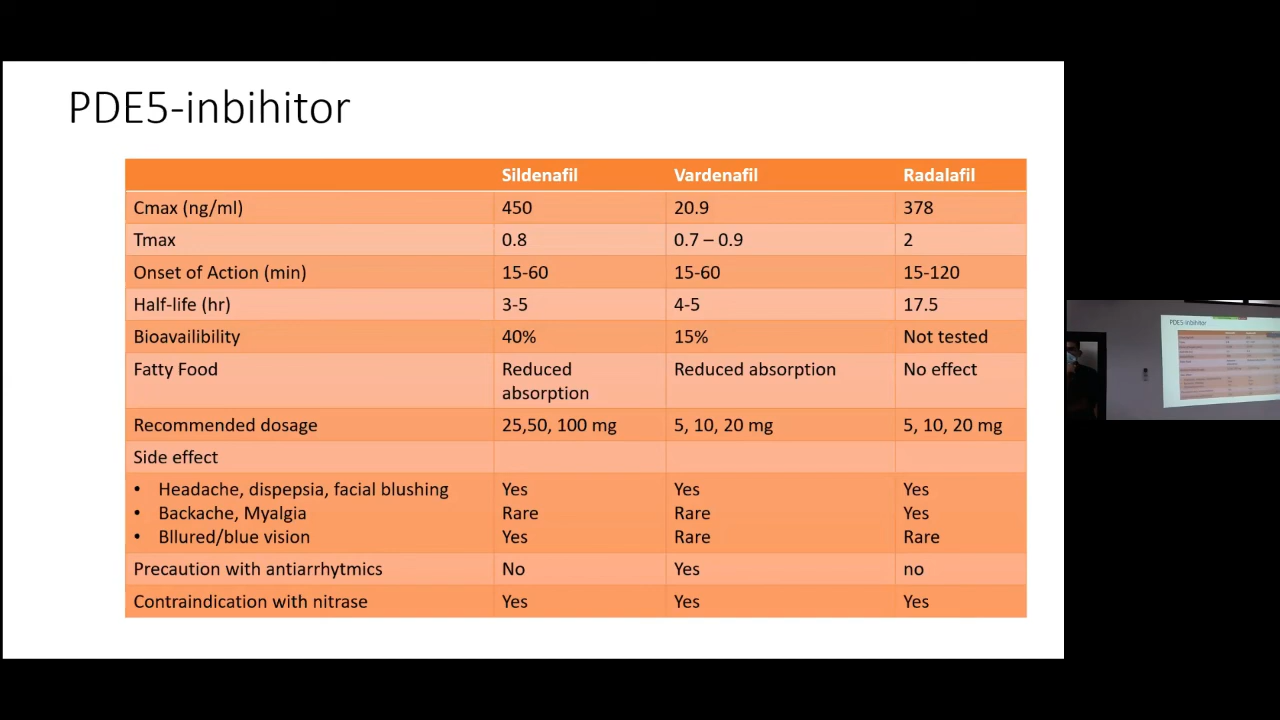 PDE5-inbihitor
Sildenafil Vardenafil Radalafil
Cmax (ng/ml) 450 20.9 378
Tmax 0.8 0.7 – 0.9 2
Onset of Action (min) 15-60 15-60 15-120
Half-life (hr) 3-5 4-5 17.5
Bioavailibility 40% 15% Not tested
Fatty Food Reduced absorption Reduced absorption No effect
Recommended dosage 25,50, 100 mg 5, 10, 20 mg 5, 10, 20 mg
Side effect
• Headache, dispepsia, facial blushing Yes Yes Yes
• Backache, Myalgia Rare Rare Yes
• Bllured/blue vision Yes Rare Rare
Precaution with antiarrhytmics No Yes no
Contraindication with nitrase Yes Yes Yes
PDE5-inbihitor